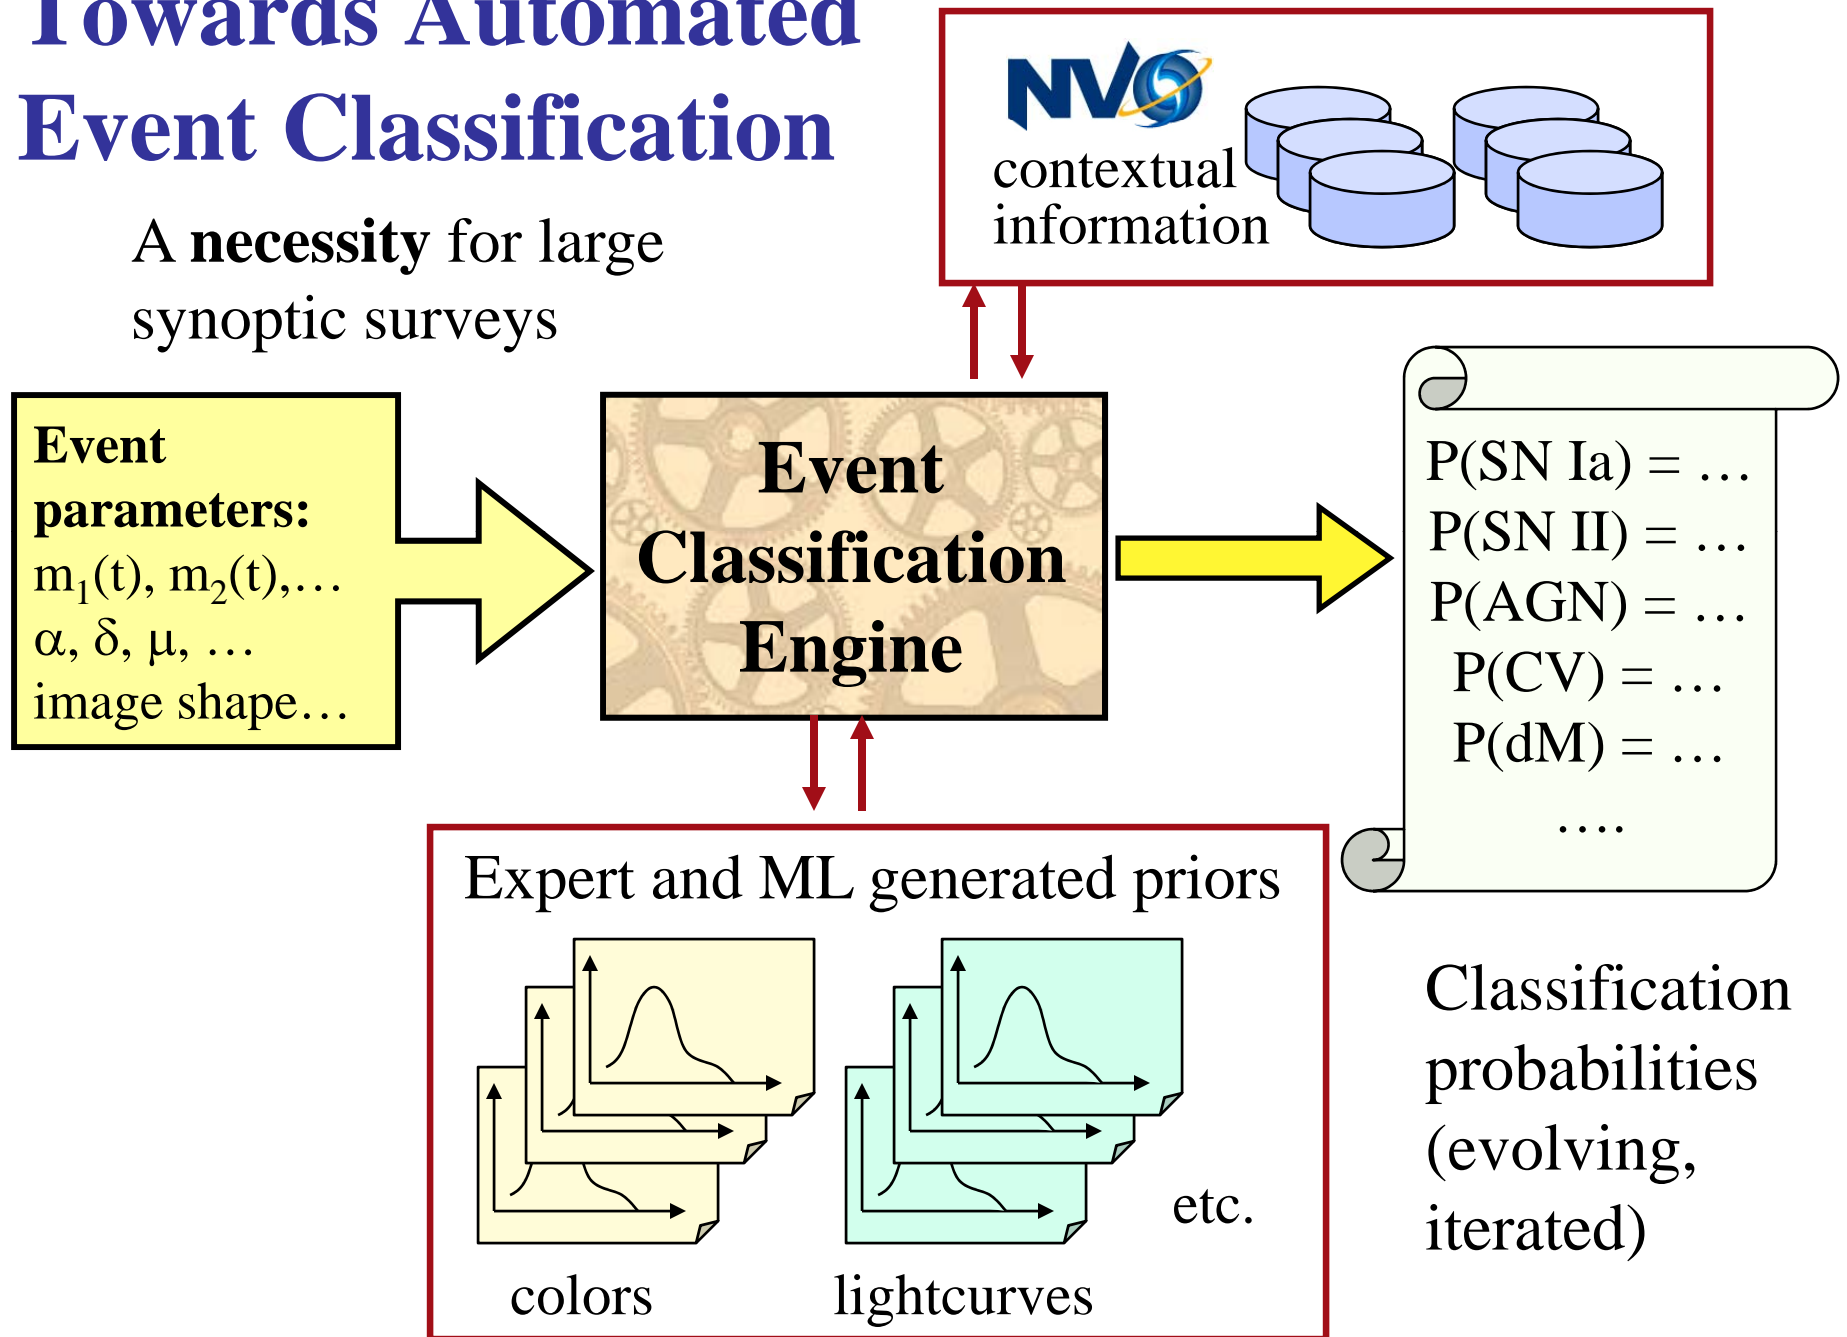 Towards Automated
Event Classification
A necessity for large
synoptic surveys
NVO
contextual
information
Event
parameters:
m₁(t), m₂(t),…
α, δ, μ, …
image shape…
Event
Classification
Engine
P(SN Ia) = …
P(SN II) = …
P(AGN) = …
P(CV) = …
P(dM) = …
….
Expert and ML generated priors
etc.
colors
lightcurves
Classification
probabilities
(evolving,
iterated)